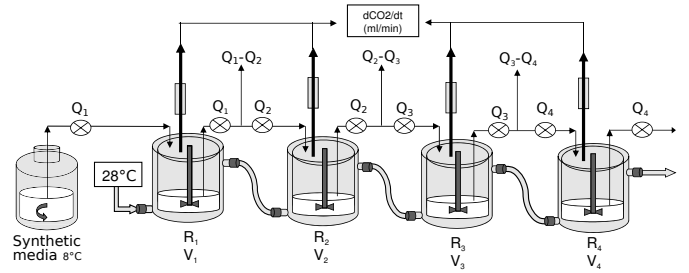 dCO2/dt
(ml/min)
Q₁-Q₂
Q₂-Q₃
Q₃-Q₄
Q₁
Q₁
Q₂
Q₂
Q₃
Q₃
Q₄
Q₄
28°C
Synthetic
media 8°C
R₁
V₁
R₂
V₂
R₃
V₃
R₄
V₄